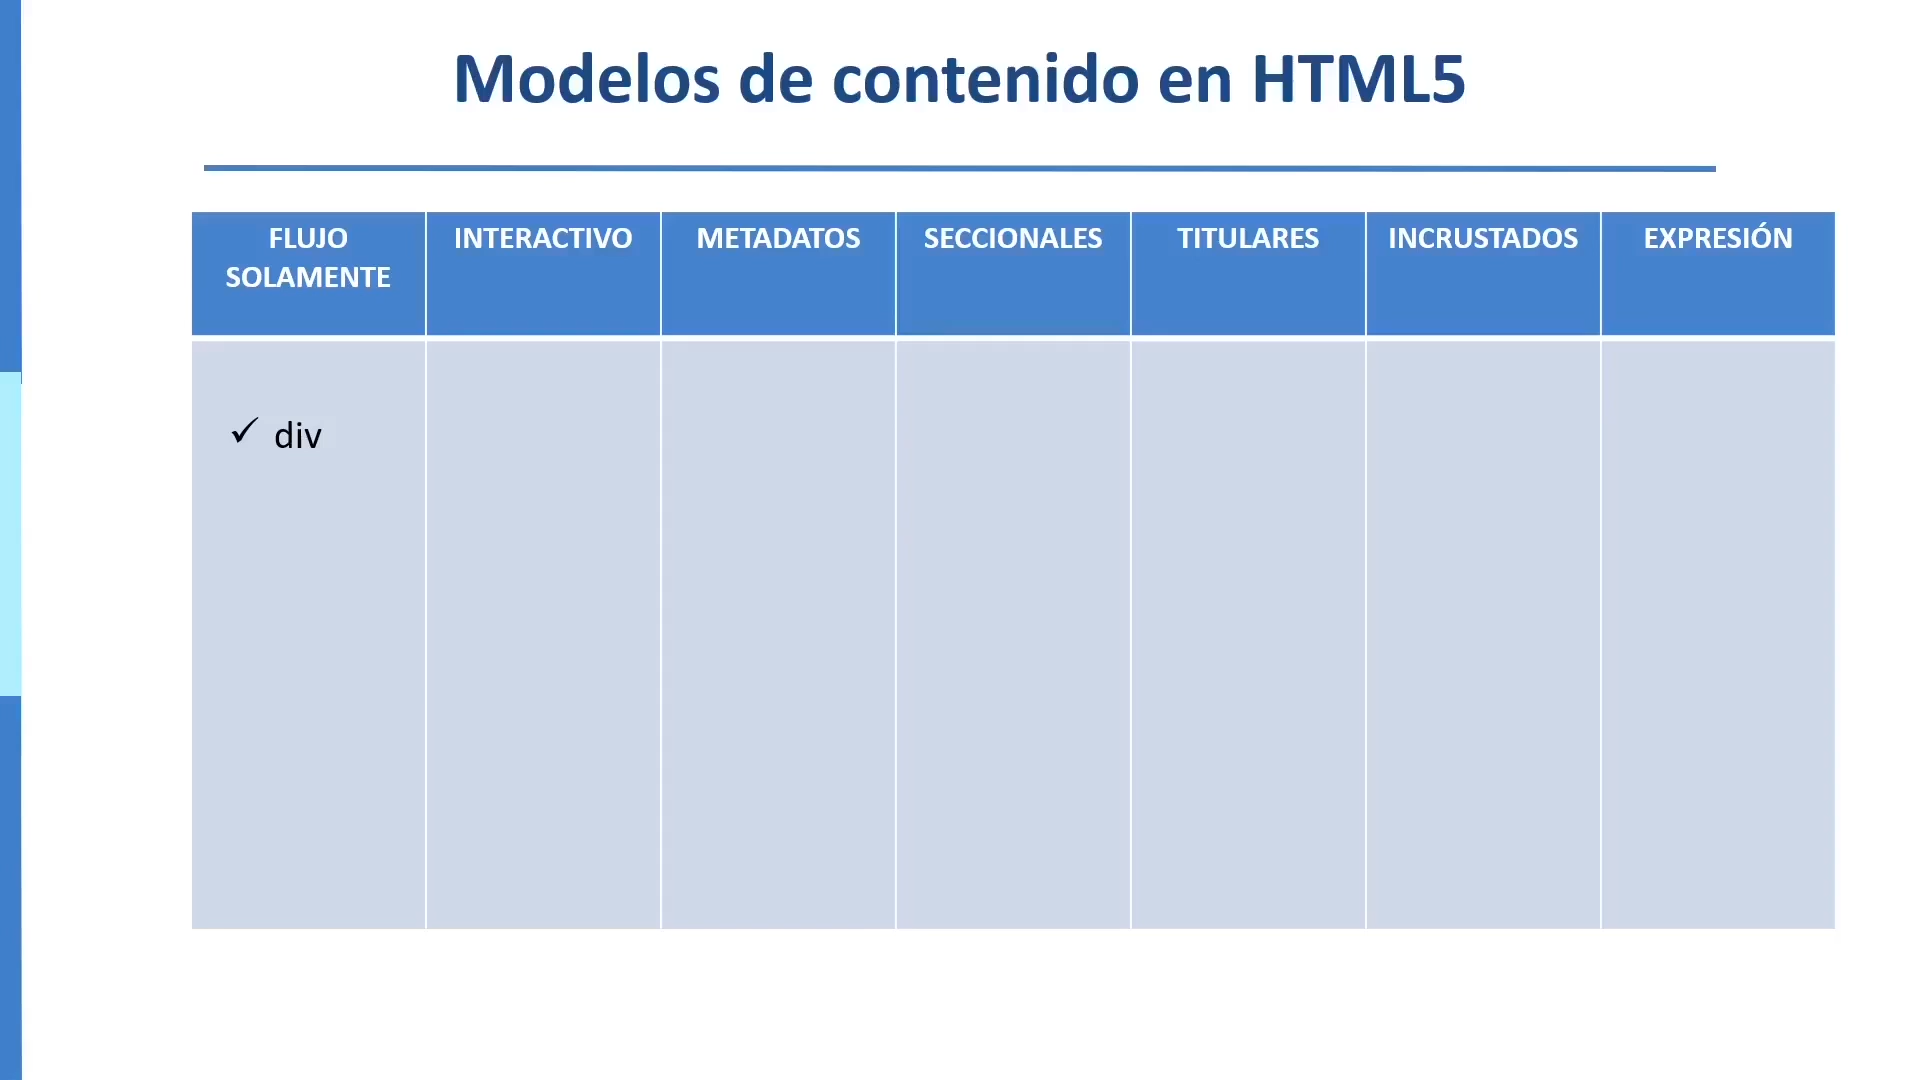 Modelos de contenido en HTML5
FLUJO
SOLAMENTE
INTERACTIVO
METADATOS
SECCIONALES
TITULARES
INCRUSTADOS
EXPRESIÓN
✓ div